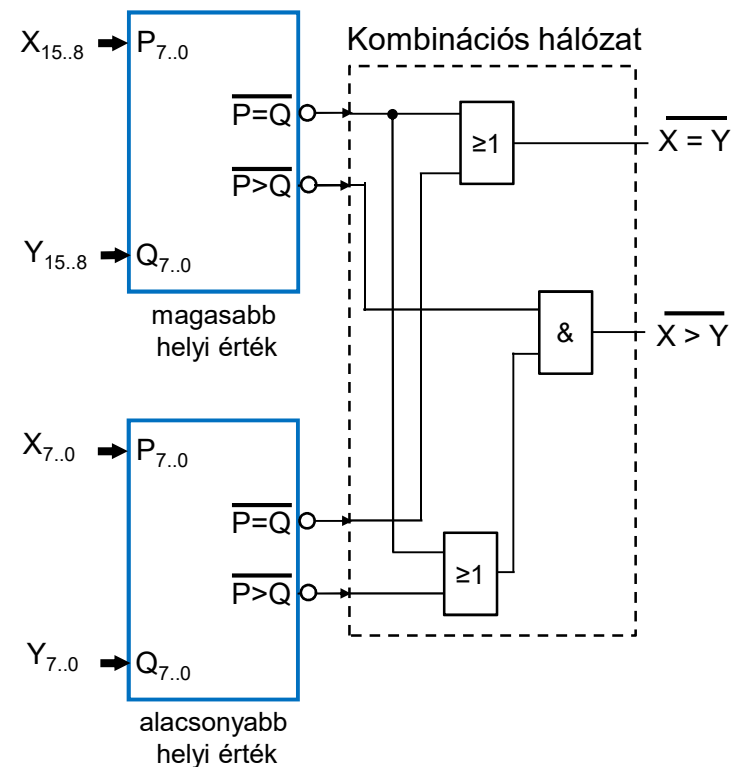 Kombinációs hálózat
X15..8
P7..0
P=Q
P>Q
Y15..8
Q7..0
magasabb
helyi érték
≥1
X = Y
&
X > Y
X7..0
P7..0
P=Q
P>Q
≥1
Y7..0
Q7..0
alacsonyabb
helyi érték